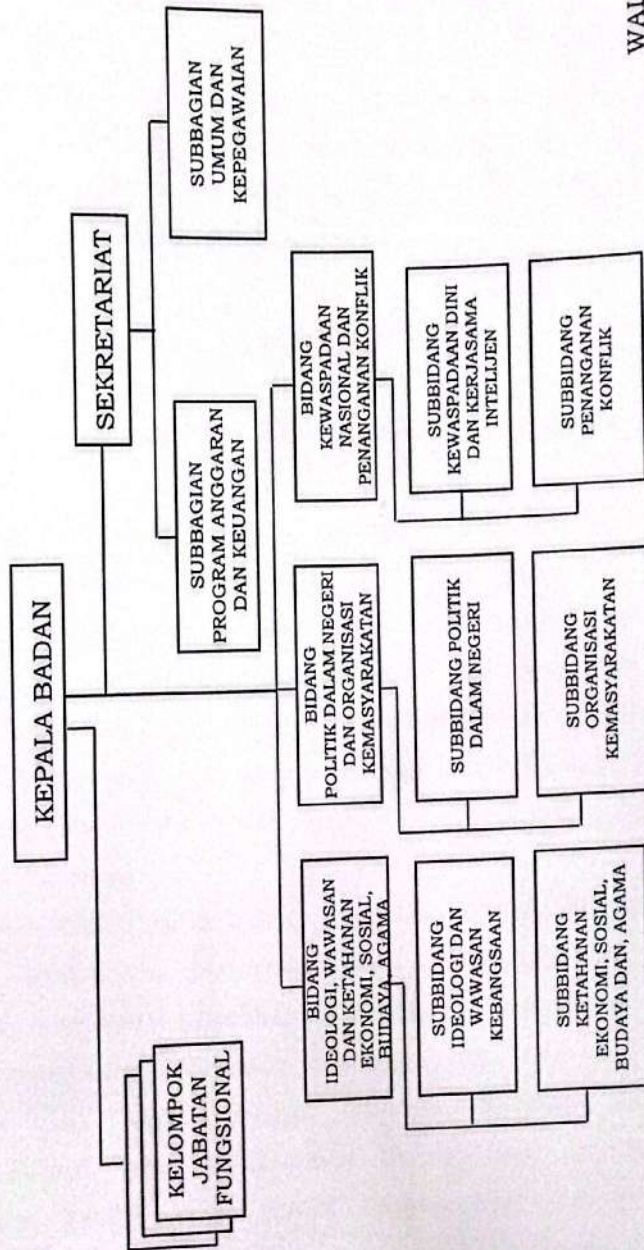 KEPALA BADAN
SEKRETARIAT
KELOMPOK
JABATAN
FUNGSIONAL
SUBBAGIAN
PROGRAM ANGGARAN
DAN KEUANGAN
SUBBAGIAN
UMUM DAN
KEPEGAWAIAN
BIDANG
IDEOLOGI, WAWASAN
DAN KETAHANAN
EKONOMI, SOSIAL,
BUDAYA, AGAMA
BIDANG
POLITIK DALAM NEGERI
DAN ORGANISASI
KEMASYARAKATAN
BIDANG
KEWASPADAAN
NASIONAL DAN
PENANGANAN KONFLIK
SUBBIDANG
IDEOLOGI DAN
WAWASAN
KEBANGSAAN
SUBBIDANG POLITIK
DALAM NEGERI
SUBBIDANG
KEWASPADAAN DINI
DAN KERJASAMA
INTELIJEN
SUBBIDANG
KETAHANAN
EKONOMI, SOSIAL,
BUDAYA DAN, AGAMA
SUBBIDANG
ORGANISASI
KEMASYARAKATAN
SUBBIDANG
PENANGANAN
KONFLIK